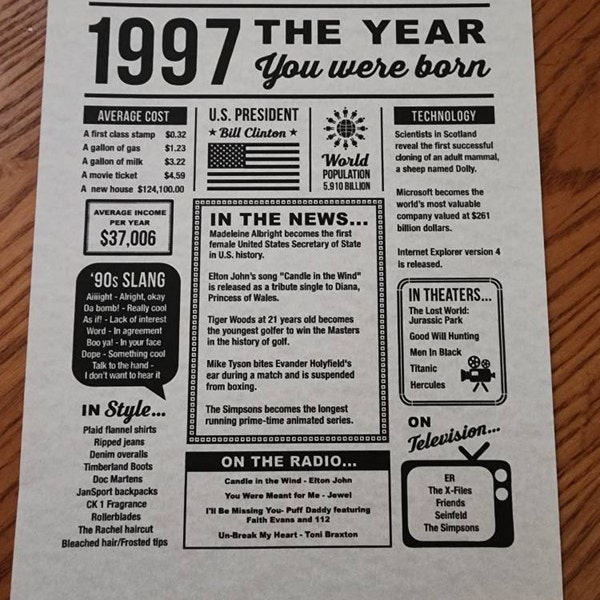 1997 THE YEAR
You were born
AVERAGE COST
A first class stamp $0.32
A gallon of gas $1.23
A gallon of milk $3.22
A movie ticket $4.59
A new house $124,100.00
U.S. PRESIDENT
Bill Clinton
World
POPULATION
5.910 BILLION
TECHNOLOGY
Scientists in Scotland
reveal the first successful
cloning of an adult mammal,
a sheep named Dolly.
Microsoft becomes the
world's most valuable
company valued at $261
billion dollars.
Internet Explorer version 4
is released.
AVERAGE INCOME
PER YEAR
$37,006
IN THE NEWS...
Madeleine Albright becomes the first
female United States Secretary of State
in U.S. history.
Elton John's song "Candle in the Wind"
is released as a tribute single to Diana,
Princess of Wales.
Tiger Woods at 21 years old becomes
the youngest golfer to win the Masters
in the history of golf.
Mike Tyson bites Evander Holyfield's
ear during a match and is suspended
from boxing.
The Simpsons becomes the longest
running prime-time animated series.
'90s SLANG
Aiiiight - Alright, okay
Da bomb! - Really cool
As if! - Lack of interest
Word - In agreement
Boo ya! - In your face
Dope - Something cool
Talk to the hand -
I don't want to hear it
IN THEATERS...
The Lost World:
Jurassic Park
Good Will Hunting
Men In Black
Titanic
Hercules
IN Style...
Plaid flannel shirts
Ripped jeans
Denim overalls
Timberland Boots
Doc Martens
JanSport backpacks
CK 1 Fragrance
Rollerblades
The Rachel haircut
Bleached hair/Frosted tips
ON THE RADIO...
Candle in the Wind - Elton John
You Were Meant for Me - Jewel
I'll Be Missing You- Puff Daddy featuring
Faith Evans and 112
Un-Break My Heart - Toni Braxton
ON
Television...
ER
The X-Files
Friends
Seinfeld
The Simpsons